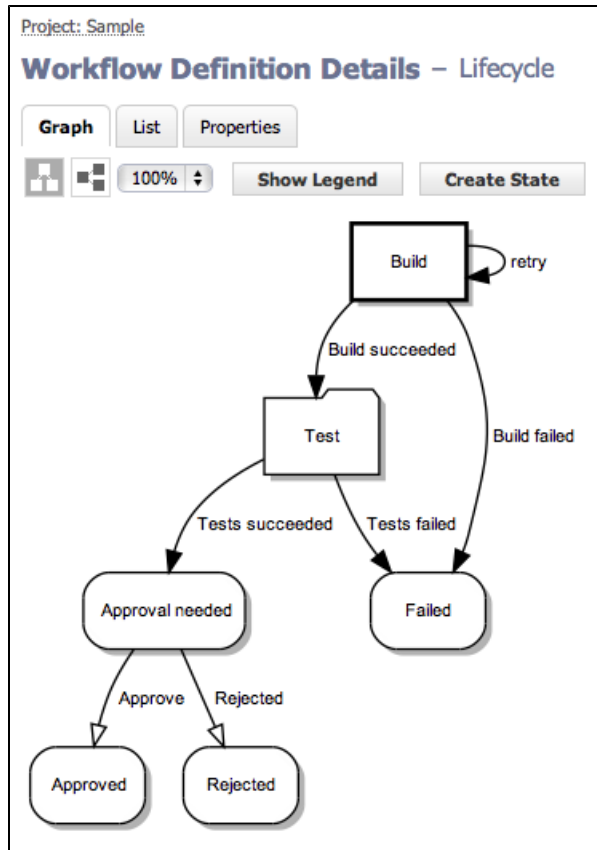 Project: Sample
Workflow Definition Details – Lifecycle
Graph List Properties
100% Show Legend Create State
Build
retry
Build succeeded
Test
Build failed
Tests succeeded
Tests failed
Approval needed
Failed
Approve
Rejected
Approved
Rejected